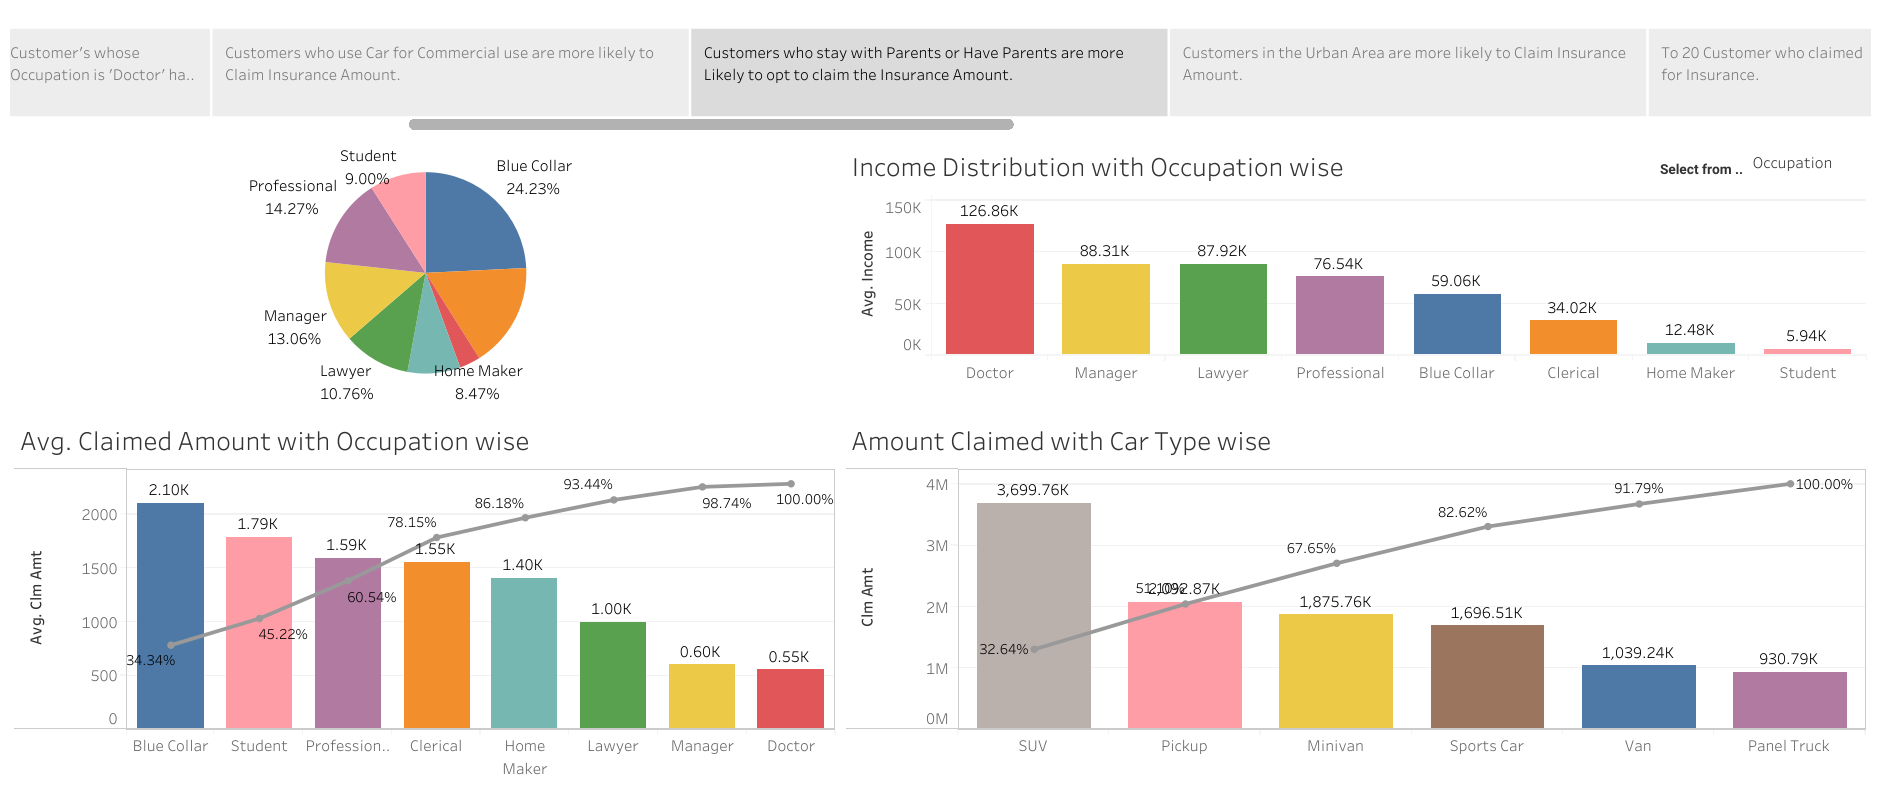 Customer's whose
Occupation is 'Doctor' ha..
Customers who use Car for Commercial use are more likely to
Claim Insurance Amount.
Customers who stay with Parents or Have Parents are more
Likely to opt to claim the Insurance Amount.
Customers in the Urban Area are more likely to Claim Insurance
Amount.
To 20 Customer who claimed
for Insurance.
Student
9.00%
Blue Collar
24.23%
Professional
14.27%
Manager
13.06%
Lawyer
10.76%
Home Maker
8.47%
Income Distribution with Occupation wise
Select from ..
Occupation
Avg. Income
150K
100K
50K
0K
126.86K
88.31K
87.92K
76.54K
59.06K
34.02K
12.48K
5.94K
Doctor
Manager
Lawyer
Professional
Blue Collar
Clerical
Home Maker
Student
Avg. Claimed Amount with Occupation wise
Avg. Clm Amt
2000
1500
1000
500
0
2.10K
1.79K
1.59K
1.55K
1.40K
1.00K
0.60K
0.55K
34.34%
45.22%
60.54%
78.15%
86.18%
93.44%
98.74%
100.00%
Blue Collar
Student
Profession..
Clerical
Home
Maker
Lawyer
Manager
Doctor
Amount Claimed with Car Type wise
Clm Amt
4M
3M
2M
1M
0M
3,699.76K
2,092.87K
1,875.76K
1,696.51K
1,039.24K
930.79K
32.64%
51.10%
67.65%
82.62%
91.79%
100.00%
SUV
Pickup
Minivan
Sports Car
Van
Panel Truck